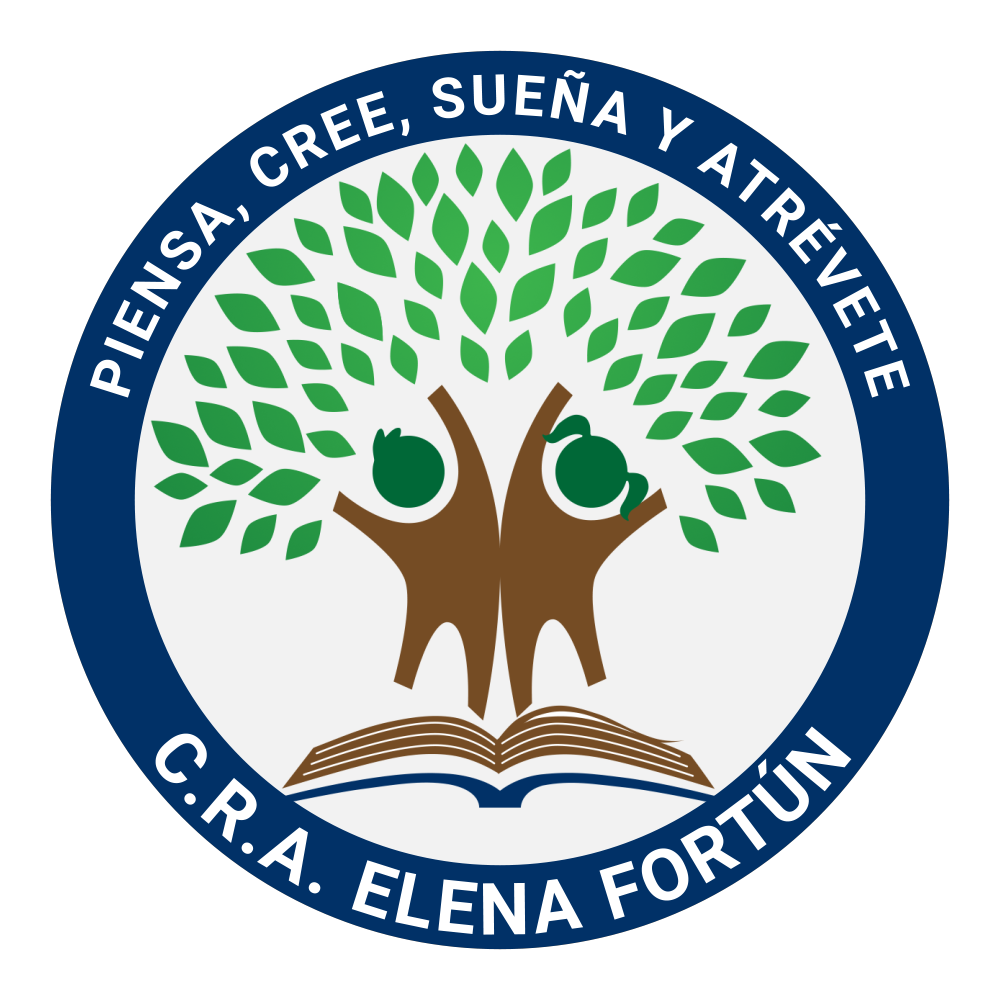 PIENSA, CREE, SUEÑA Y ATRÉVETE
C.R.A. ELENA FORTÚN